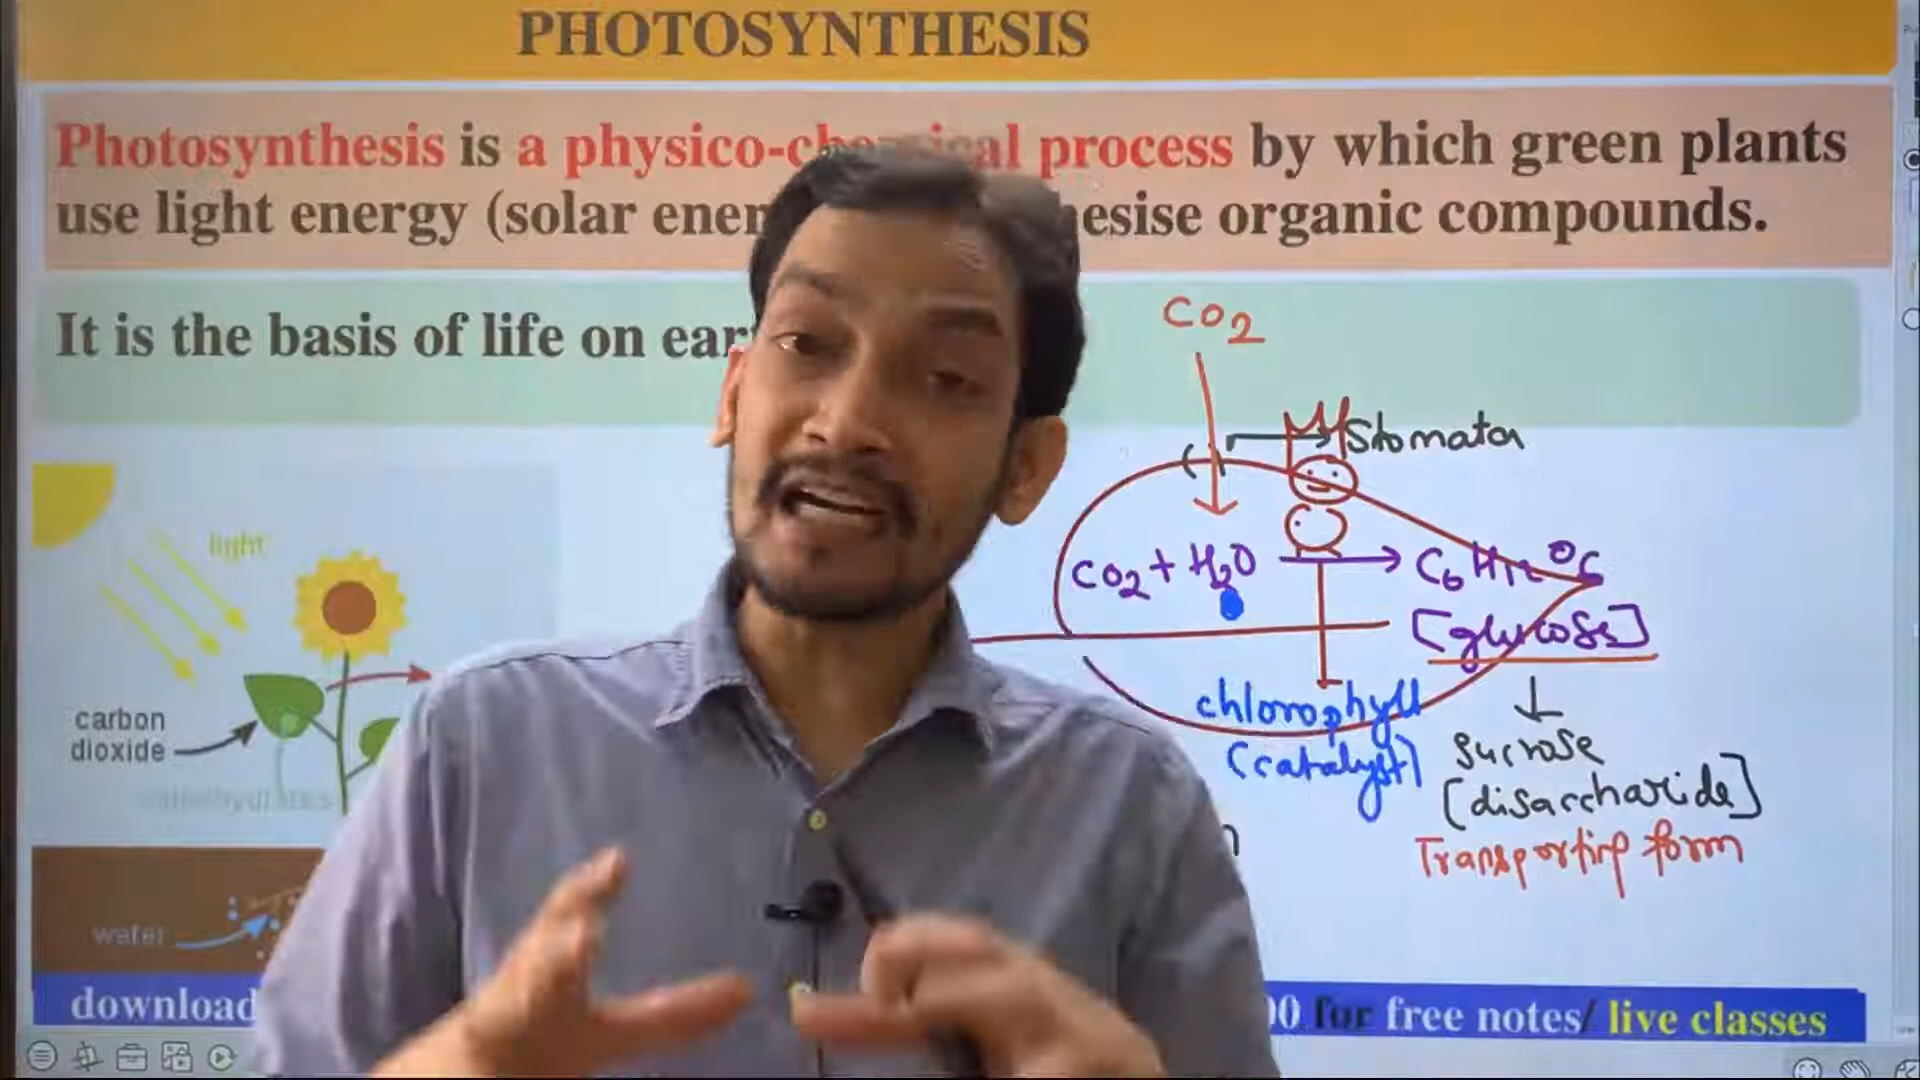 PHOTOSYNTHESIS
Photosynthesis is a physico-chemical process by which green plants
use light energy (solar ener esise organic compounds.
It is the basis of life on ear
CO2
Stomata
light
CO2 + H2O → C6H12O6
[glucose]
carbon
dioxide
chlorophyll
(catalyst)
sucrose
[disaccharide]
Transporting form
water
download 00 for free notes/ live classes